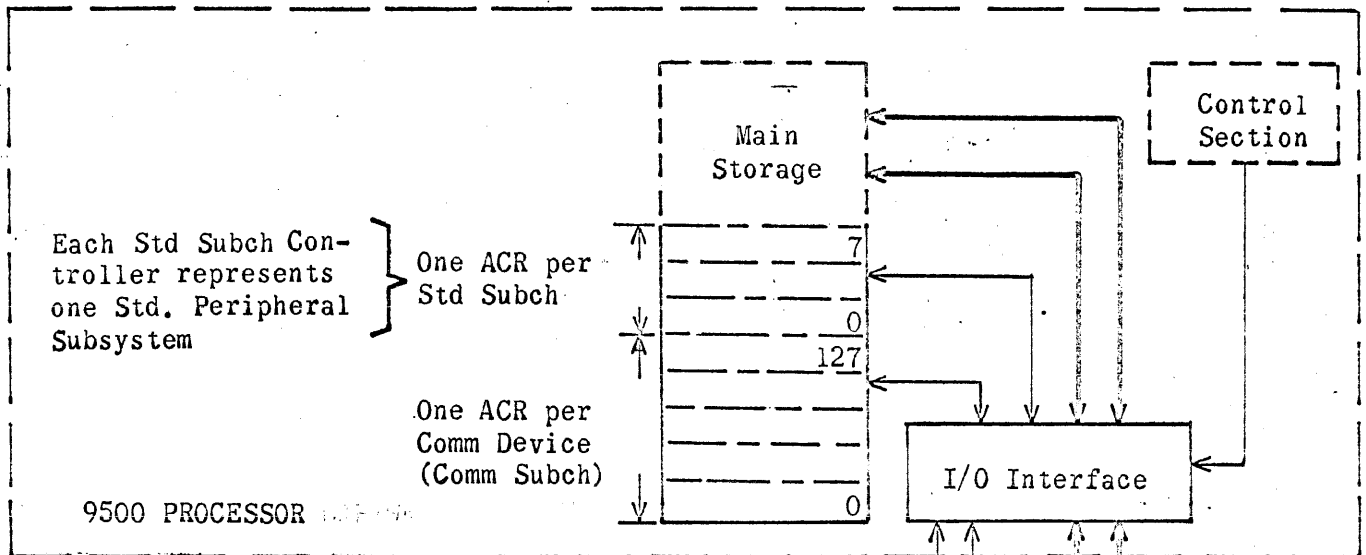 Control
Section
Main
Storage
Each Std Subch Con-
troller represents
one Std. Peripheral
Subsystem
One ACR per
Std Subch
7
0
127
One ACR per
Comm Device
(Comm Subch)
0
I/O Interface
9500 PROCESSOR